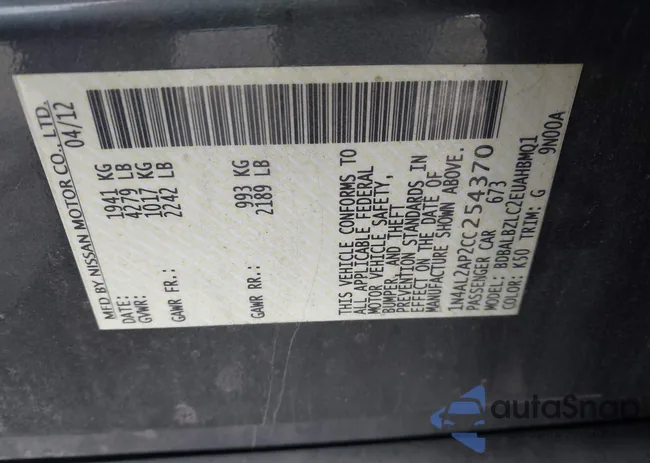 MFD BY NISSAN MOTOR CO., LTD.
DATE: 04/12
GVWR: 1941 KG
4279 LB
GAWR FR.: 1017 KG
2242 LB
GAWR RR.: 993 KG
2189 LB
THIS VEHICLE CONFORMS TO
ALL APPLICABLE FEDERAL
MOTOR VEHICLE SAFETY,
BUMPER, AND THEFT
PREVENTION STANDARDS IN
EFFECT ON THE DATE OF
MANUFACTURE SHOWN ABOVE.
1N4AL2AP2CC254370
PASSENGER CAR 673
MODEL: BDBALBZLC2EUAHBMQ1
COLOR: K50 TRIM: G 9N00A
autoSnap